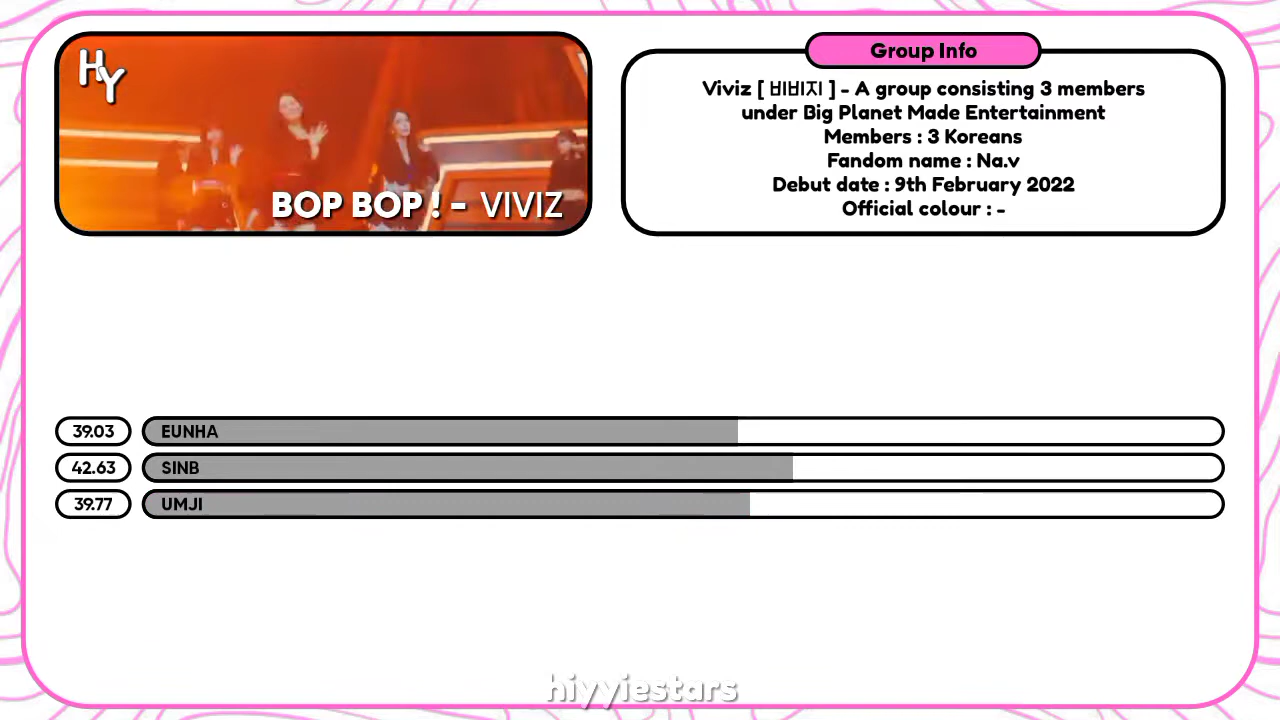 HY
BOP BOP ! - VIVIZ
Group Info
Viviz [ 비비지 ] - A group consisting 3 members
under Big Planet Made Entertainment
Members : 3 Koreans
Fandom name : Na.v
Debut date : 9th February 2022
Official colour : -
39.03 EUNHA
42.63 SINB
39.77 UMJI
hiyyiestars